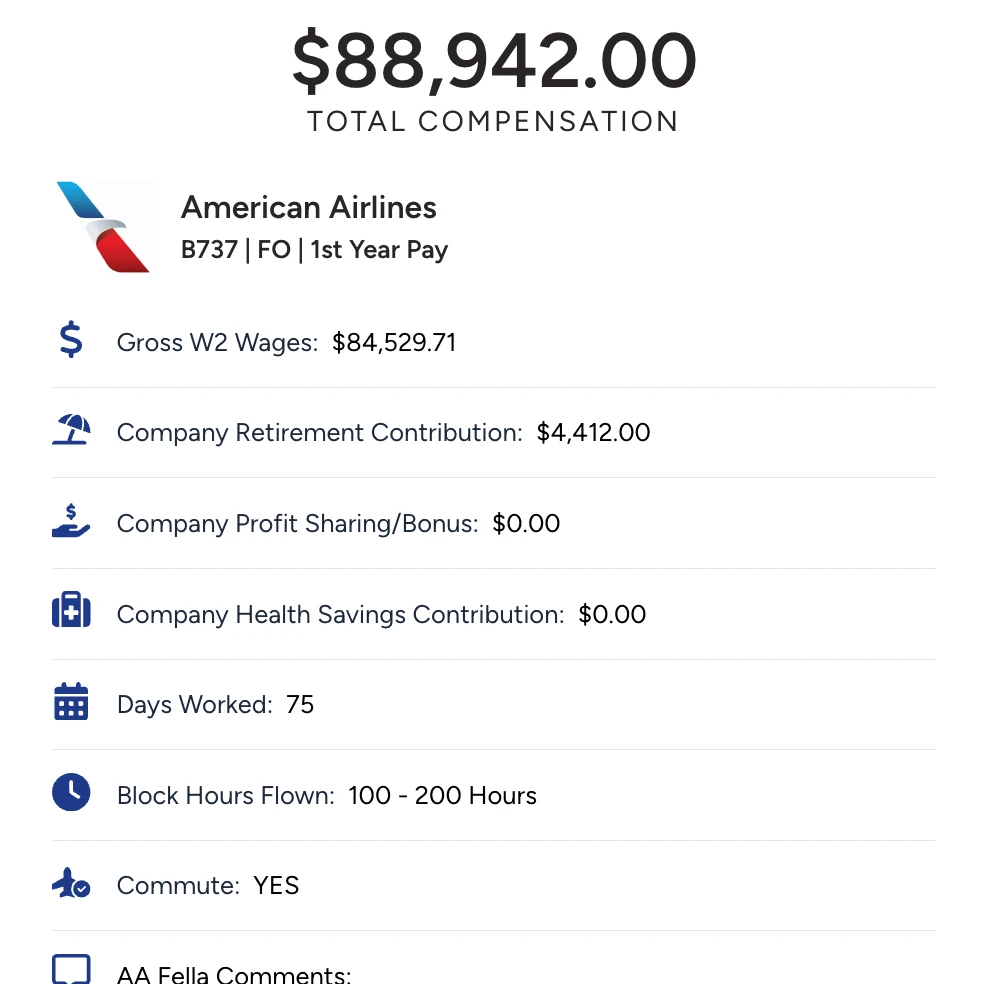 $88,942.00
TOTAL COMPENSATION
American Airlines
B737 | FO | 1st Year Pay
Gross W2 Wages: $84,529.71
Company Retirement Contribution: $4,412.00
Company Profit Sharing/Bonus: $0.00
Company Health Savings Contribution: $0.00
Days Worked: 75
Block Hours Flown: 100 - 200 Hours
Commute: YES
AA Fella Comments: